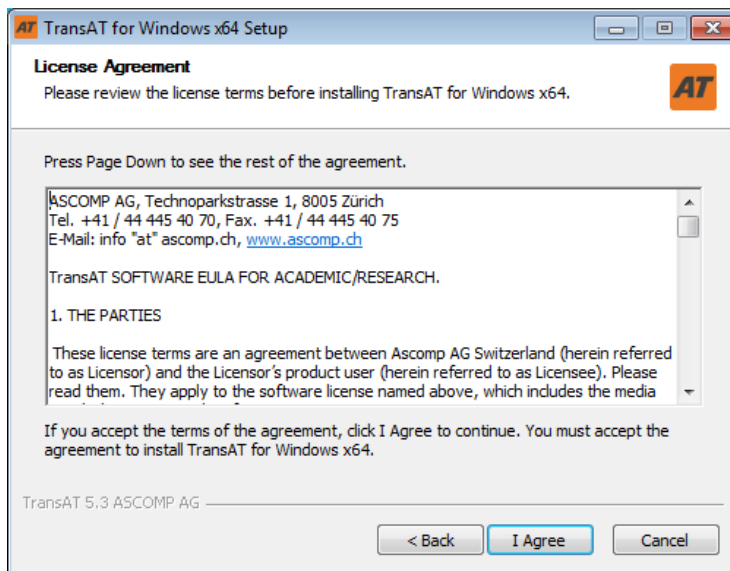 AT TransAT for Windows x64 Setup
License Agreement
Please review the license terms before installing TransAT for Windows x64.
AT
Press Page Down to see the rest of the agreement.
ASCOMP AG, Technoparkstrasse 1, 8005 Zürich
Tel. +41 / 44 445 40 70, Fax. +41 / 44 445 40 75
E-Mail: info "at" ascomp.ch, www.ascomp.ch
TransAT SOFTWARE EULA FOR ACADEMIC/RESEARCH.
1. THE PARTIES
These license terms are an agreement between Ascomp AG Switzerland (herein referred
to as Licensor) and the Licensor's product user (herein referred to as Licensee). Please
read them. They apply to the software license named above, which includes the media
If you accept the terms of the agreement, click I Agree to continue. You must accept the
agreement to install TransAT for Windows x64.
TransAT 5.3 ASCOMP AG
< Back I Agree Cancel